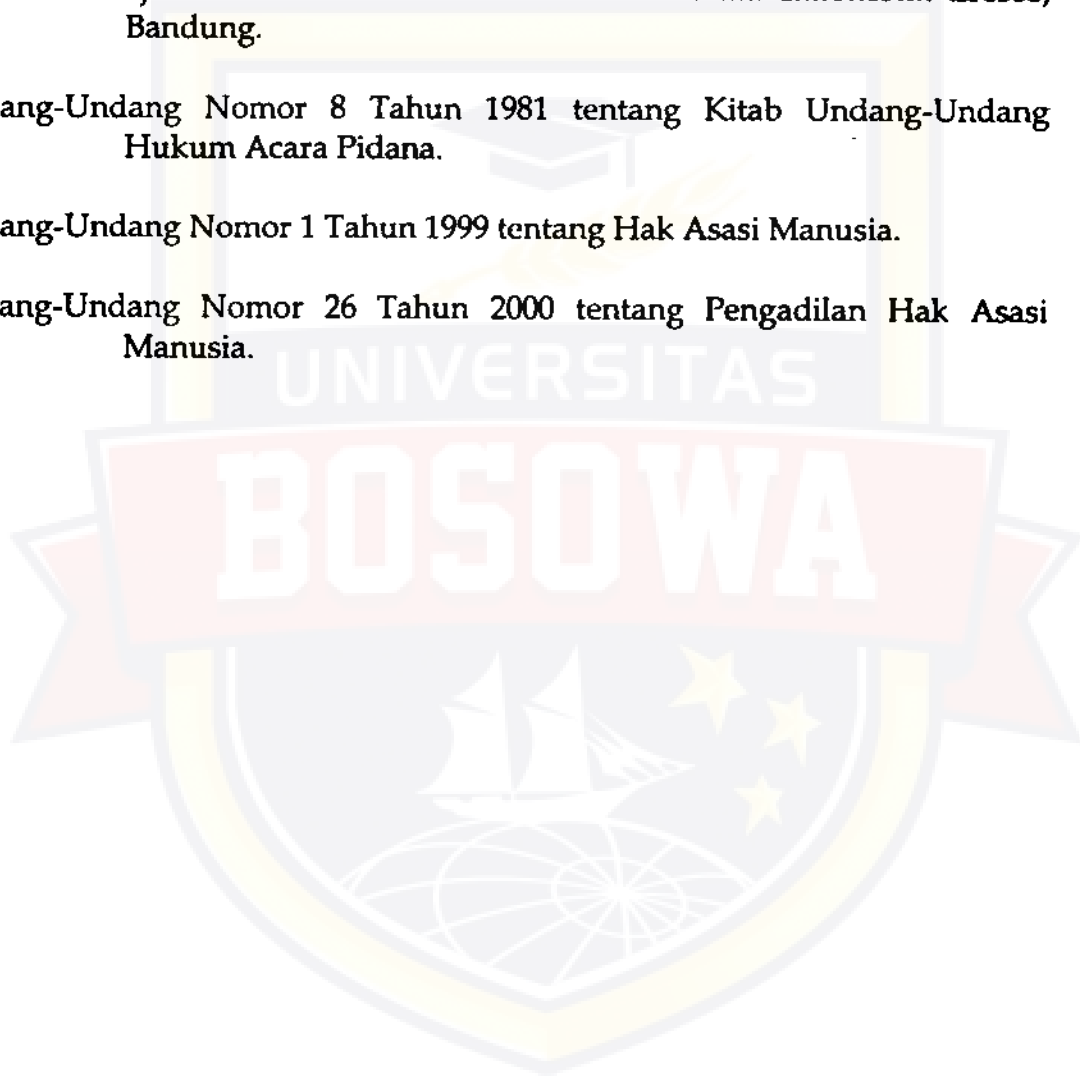 Bandung.
ang-Undang Nomor 8 Tahun 1981 tentang Kitab Undang-Undang
Hukum Acara Pidana.
ang-Undang Nomor 1 Tahun 1999 tentang Hak Asasi Manusia.
ang-Undang Nomor 26 Tahun 2000 tentang Pengadilan Hak Asasi
Manusia.
UNIVERSITAS
BOSOWA